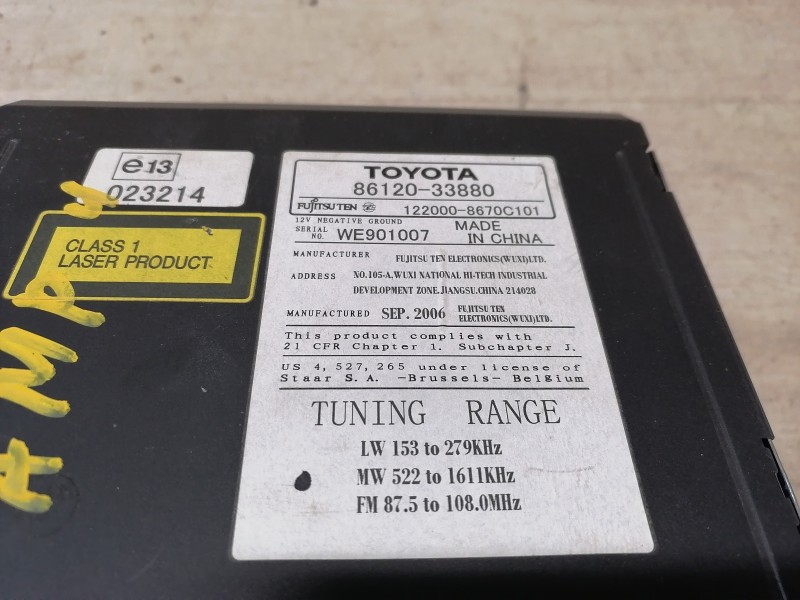 e13
023214
CLASS 1
LASER PRODUCT
TOYOTA
86120-33880
FUJITSU TEN 122000-8670C101
12V NEGATIVE GROUND
SERIAL NO. WE901007 MADE IN CHINA
MANUFACTURER FUJITSU TEN ELECTRONICS(WUXI)LTD.
ADDRESS NO.105-A,WUXI NATIONAL HI-TECH INDUSTRIAL
DEVELOPMENT ZONE,JIANGSU,CHINA 214028
MANUFACTURED SEP. 2006 FUJITSU TEN ELECTRONICS(WUXI)LTD.
This product complies with
21 CFR Chapter 1. Subchapter J.
US 4, 527, 265 under license of
Staar S. A. -Brussels- Belgium
TUNING RANGE
LW 153 to 279KHz
MW 522 to 1611KHz
FM 87.5 to 108.0MHz